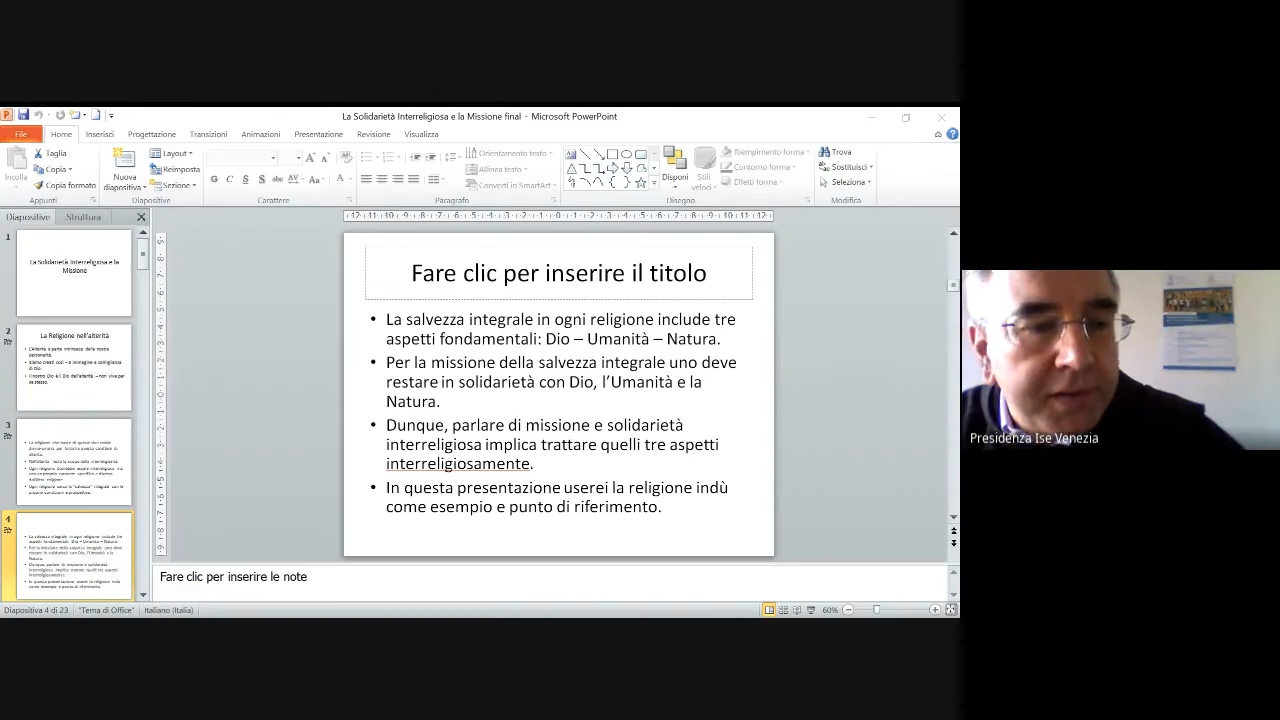 La Solidarietà Interreligiosa e la Missione final - Microsoft PowerPoint
File Home Inserisci Progettazione Transizioni Animazioni Presentazione Revisione Visualizza
Incolla
Taglia
Copia
Copia formato
Appunti
Nuova
diapositiva
Layout
Reimposta
Sezione
Diapositive
G C S S abc AV Aa A
Carattere
Orientamento testo
Allinea testo
Converti in SmartArt
Paragrafo
Disponi
Stili
veloci
Riempimento forma
Contorno forma
Effetti forma
Disegno
Trova
Sostituisci
Seleziona
Modifica
Diapositive Struttura
1
La Solidarietà Interreligiosa e la
Missione
2
La Religione nell'alterità
3
4
Fare clic per inserire il titolo
• La salvezza integrale in ogni religione include tre
aspetti fondamentali: Dio – Umanità – Natura.
• Per la missione della salvezza integrale uno deve
restare in solidarietà con Dio, l'Umanità e la
Natura.
• Dunque, parlare di missione e solidarietà
interreligiosa implica trattare quelli tre aspetti
interreligiosamente.
• In questa presentazione userei la religione indù
come esempio e punto di riferimento.
Fare clic per inserire le note
Diapositiva 4 di 23 "Tema di Office" Italiano (Italia) 60%
Presidenza Ise Venezia